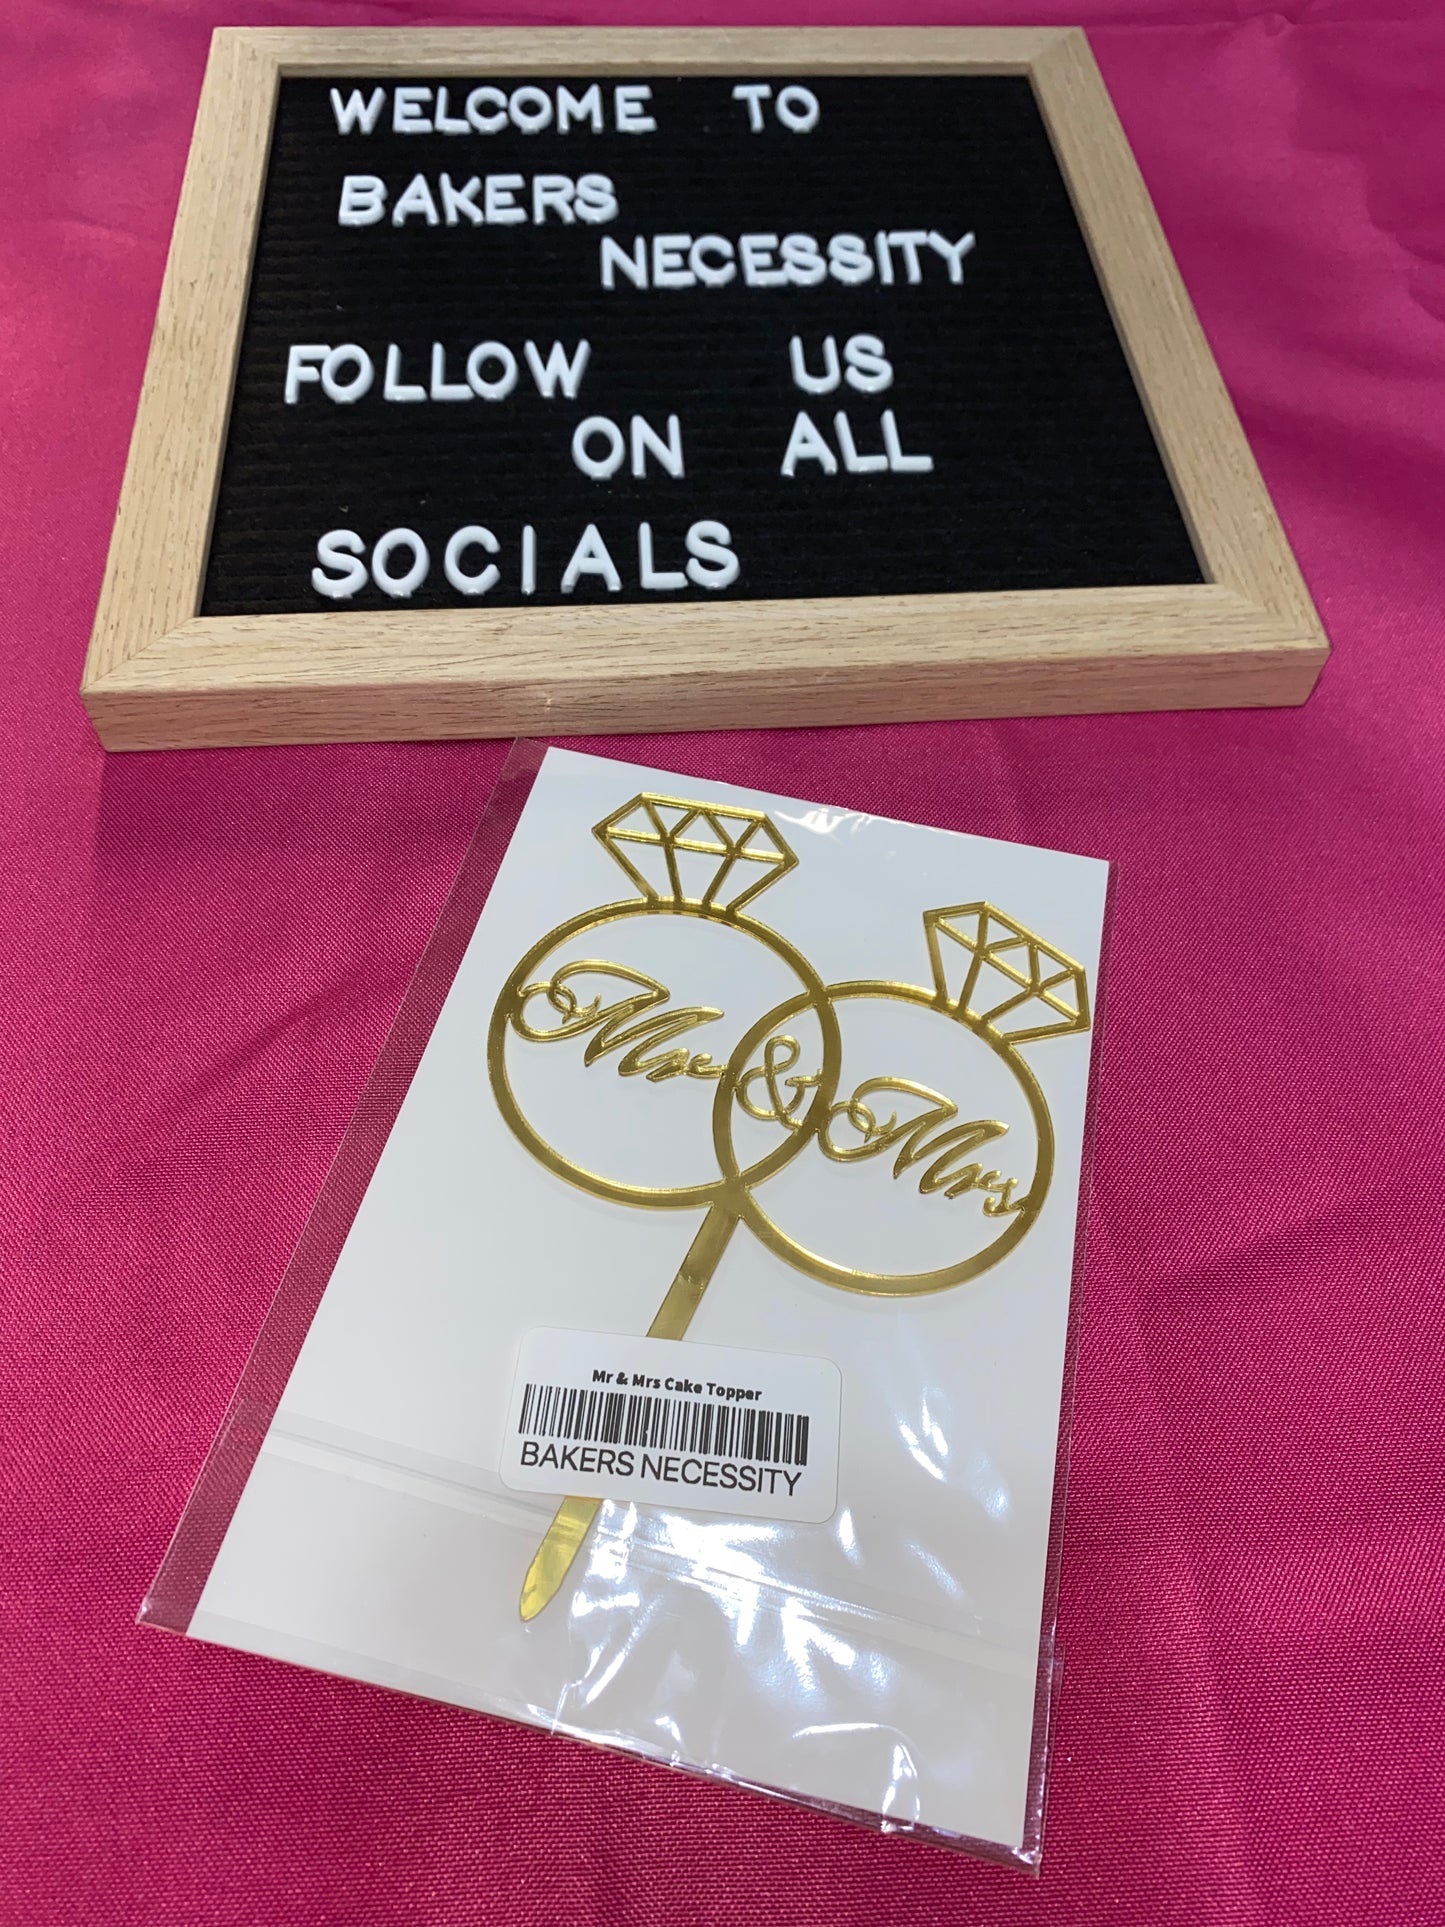 WELCOME TO
BAKERS
NECESSITY
FOLLOW US
ON ALL
SOCIALS
Mr & Mrs
Mr & Mrs Cake Topper
BAKERS NECESSITY